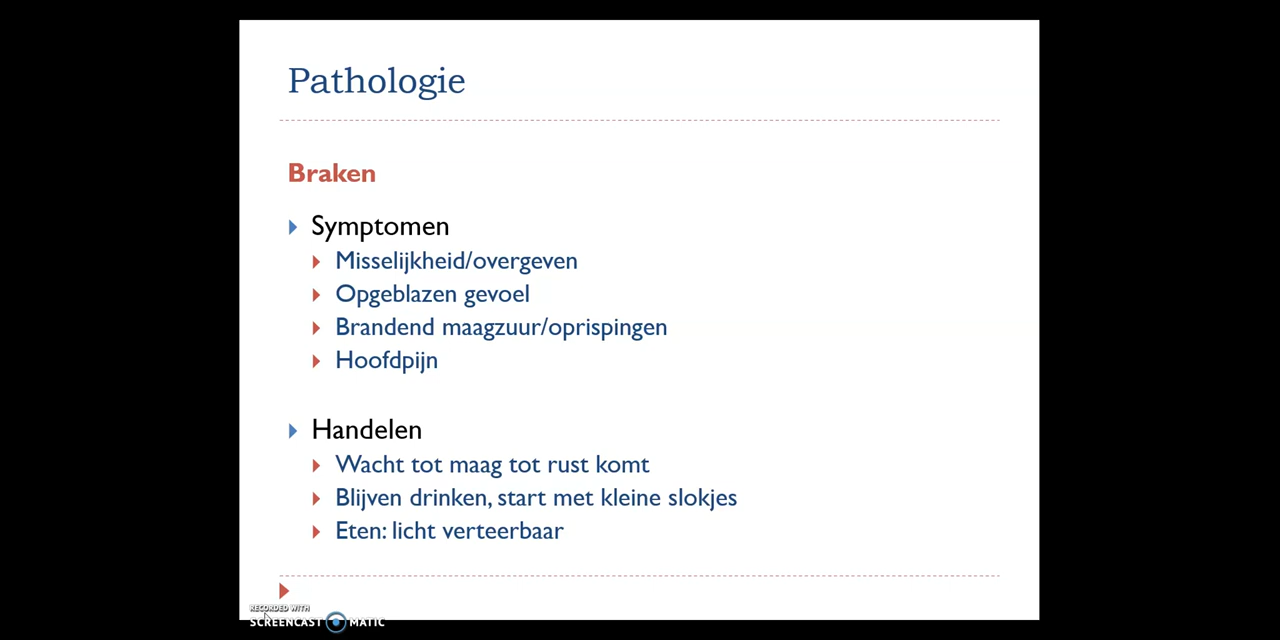 Pathologie
Braken
Symptomen
Misselijkheid/overgeven
Opgeblazen gevoel
Brandend maagzuur/oprispingen
Hoofdpijn
Handelen
Wacht tot maag tot rust komt
Blijven drinken, start met kleine slokjes
Eten: licht verteerbaar
RECORDED WITH
SCREENCAST MATIC